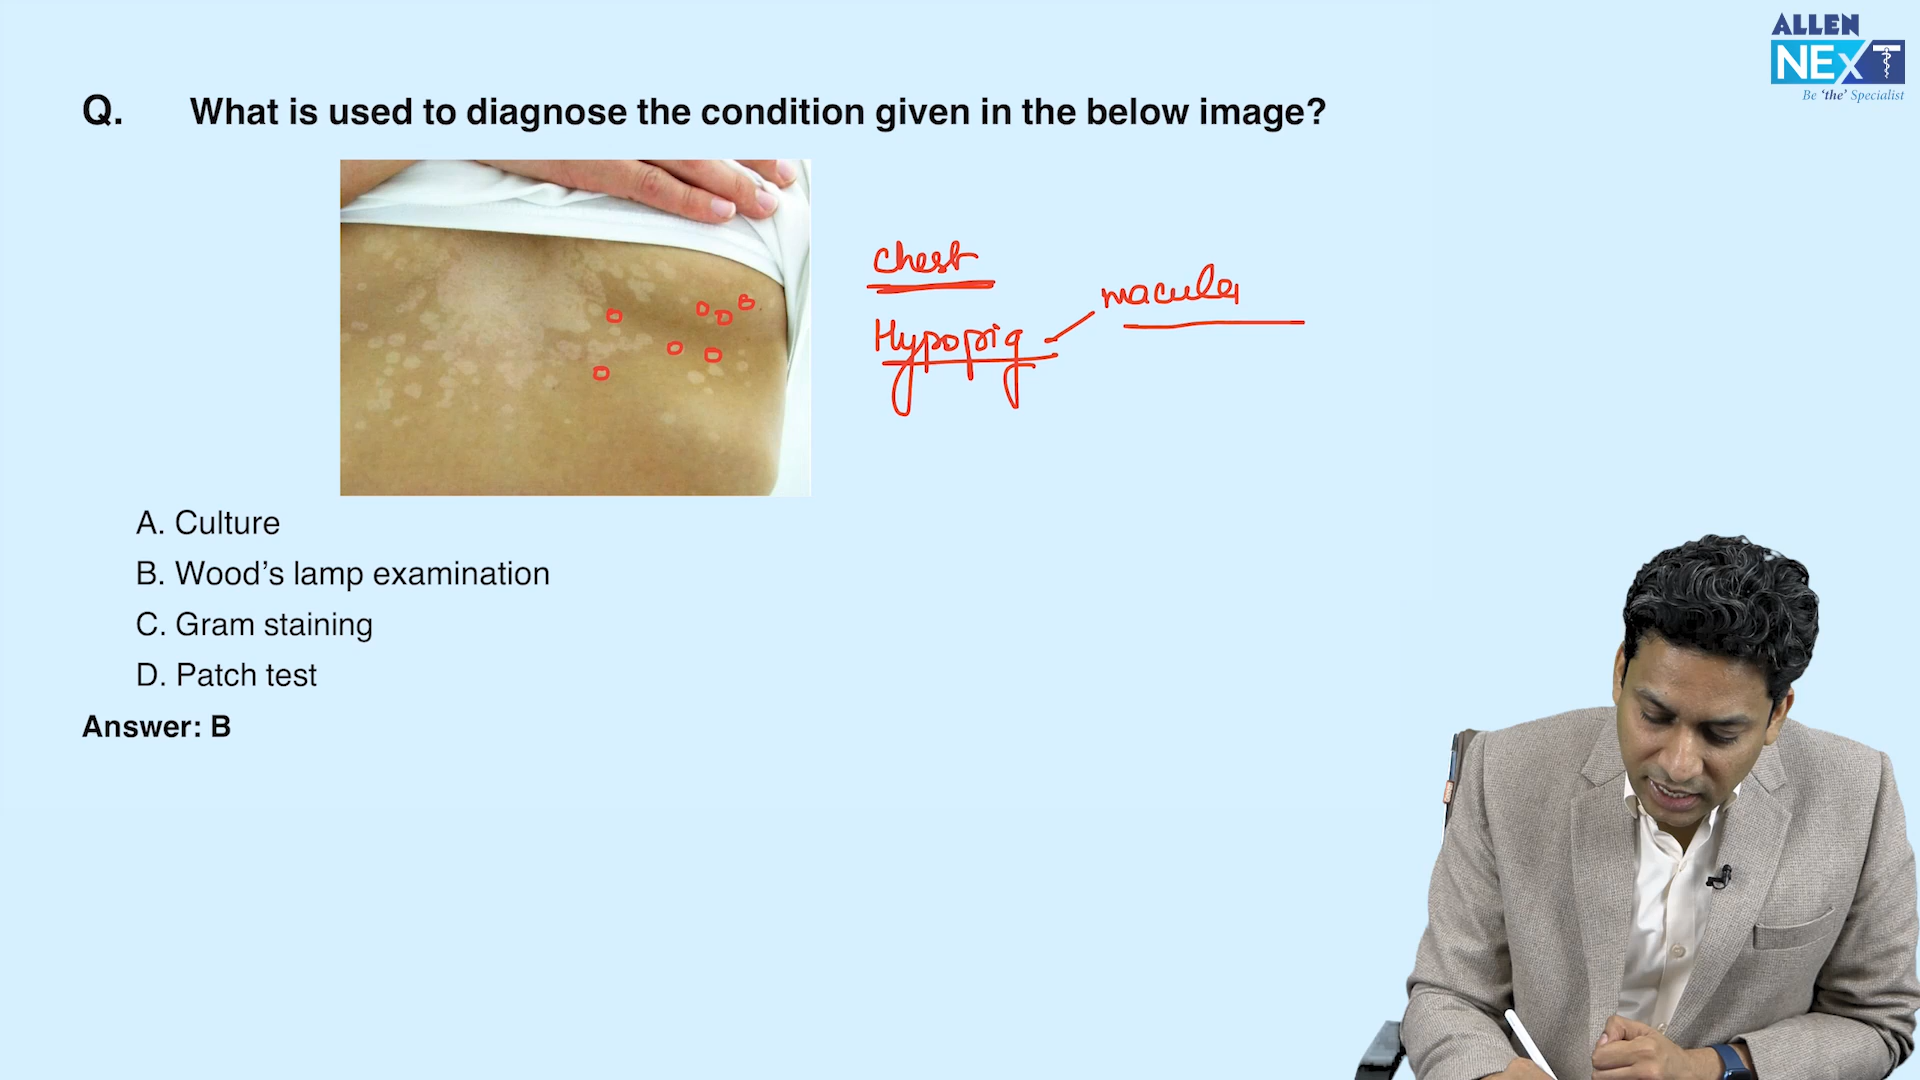 ALLEN
NEXT
Be 'the' Specialist
Q. What is used to diagnose the condition given in the below image?
chest
Hypopig - macules
A. Culture
B. Wood’s lamp examination
C. Gram staining
D. Patch test
Answer: B